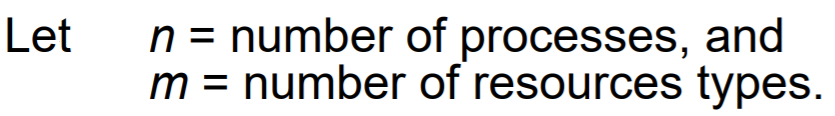 Let n = number of processes, and
m = number of resources types.